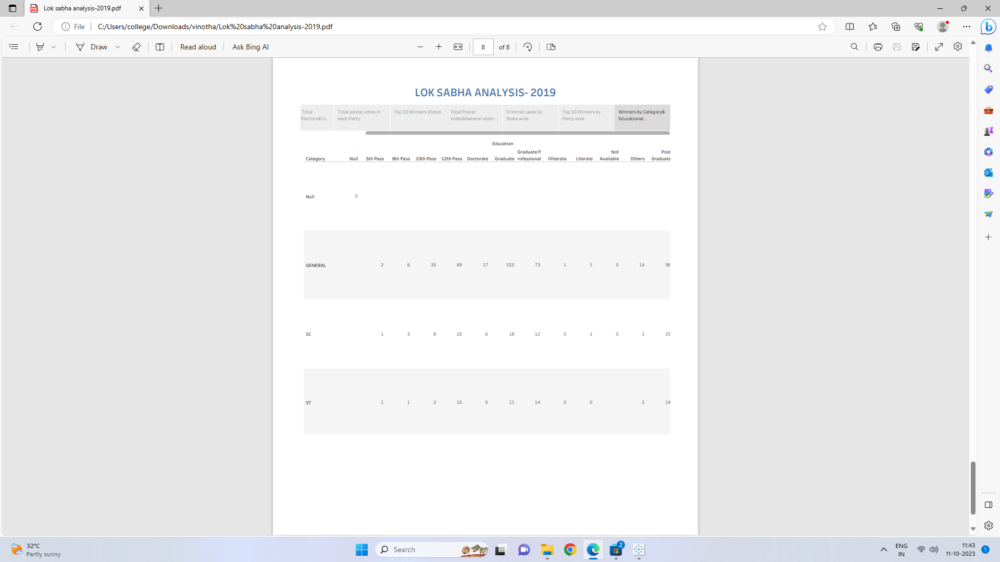 Lok sabha analysis-2019.pdf
File C:/Users/college/Downloads/vinotha/Lok%20sabha%20analysis-2019.pdf
Draw Read aloud Ask Bing AI 8 of 8
LOK SABHA ANALYSIS- 2019
Total Electors&To.. Total postal votes in each Party Top 10 Winners States Total Postal Votes&General votes .. Criminal cases by State wise Top 10 Winners by Party wise Winners by Category& Educational..
Education
Category Null 5th Pass 8th Pass 10th Pass 12th Pass Doctorate Graduate Graduate P rofessional Illiterate Literate Not Available Others Post Graduate
Null 0
GENERAL 2 8 35 49 17 103 73 1 1 0 14 96
SC 1 3 8 10 6 18 12 0 1 0 1 25
ST 1 1 2 10 0 11 14 0 0 2 14
32°C
Partly sunny
Search
2
ENG
IN
11:43
11-10-2023
1